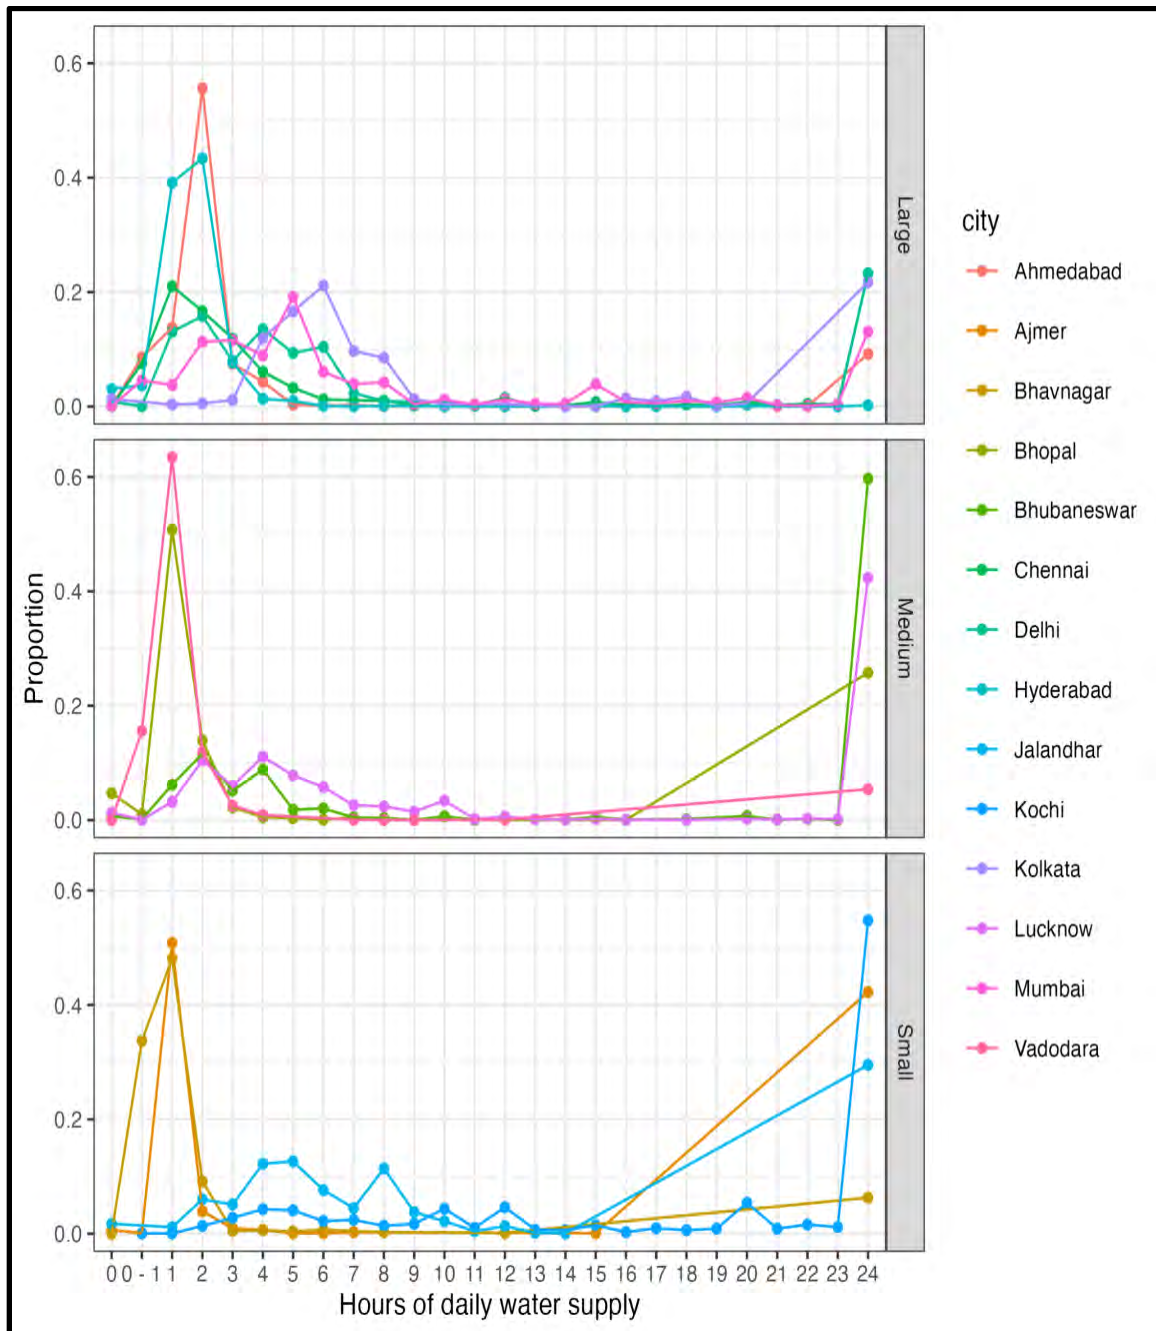 0.6
0.4
0.2
0.0
Large
0.6
0.4
0.2
0.0
Medium
0.6
0.4
0.2
0.0
Small
Proportion
0 0 - 1 1 2 3 4 5 6 7 8 9 10 11 12 13 14 15 16 17 18 19 20 21 22 23 24
Hours of daily water supply
city
Ahmedabad
Ajmer
Bhavnagar
Bhopal
Bhubaneswar
Chennai
Delhi
Hyderabad
Jalandhar
Kochi
Kolkata
Lucknow
Mumbai
Vadodara